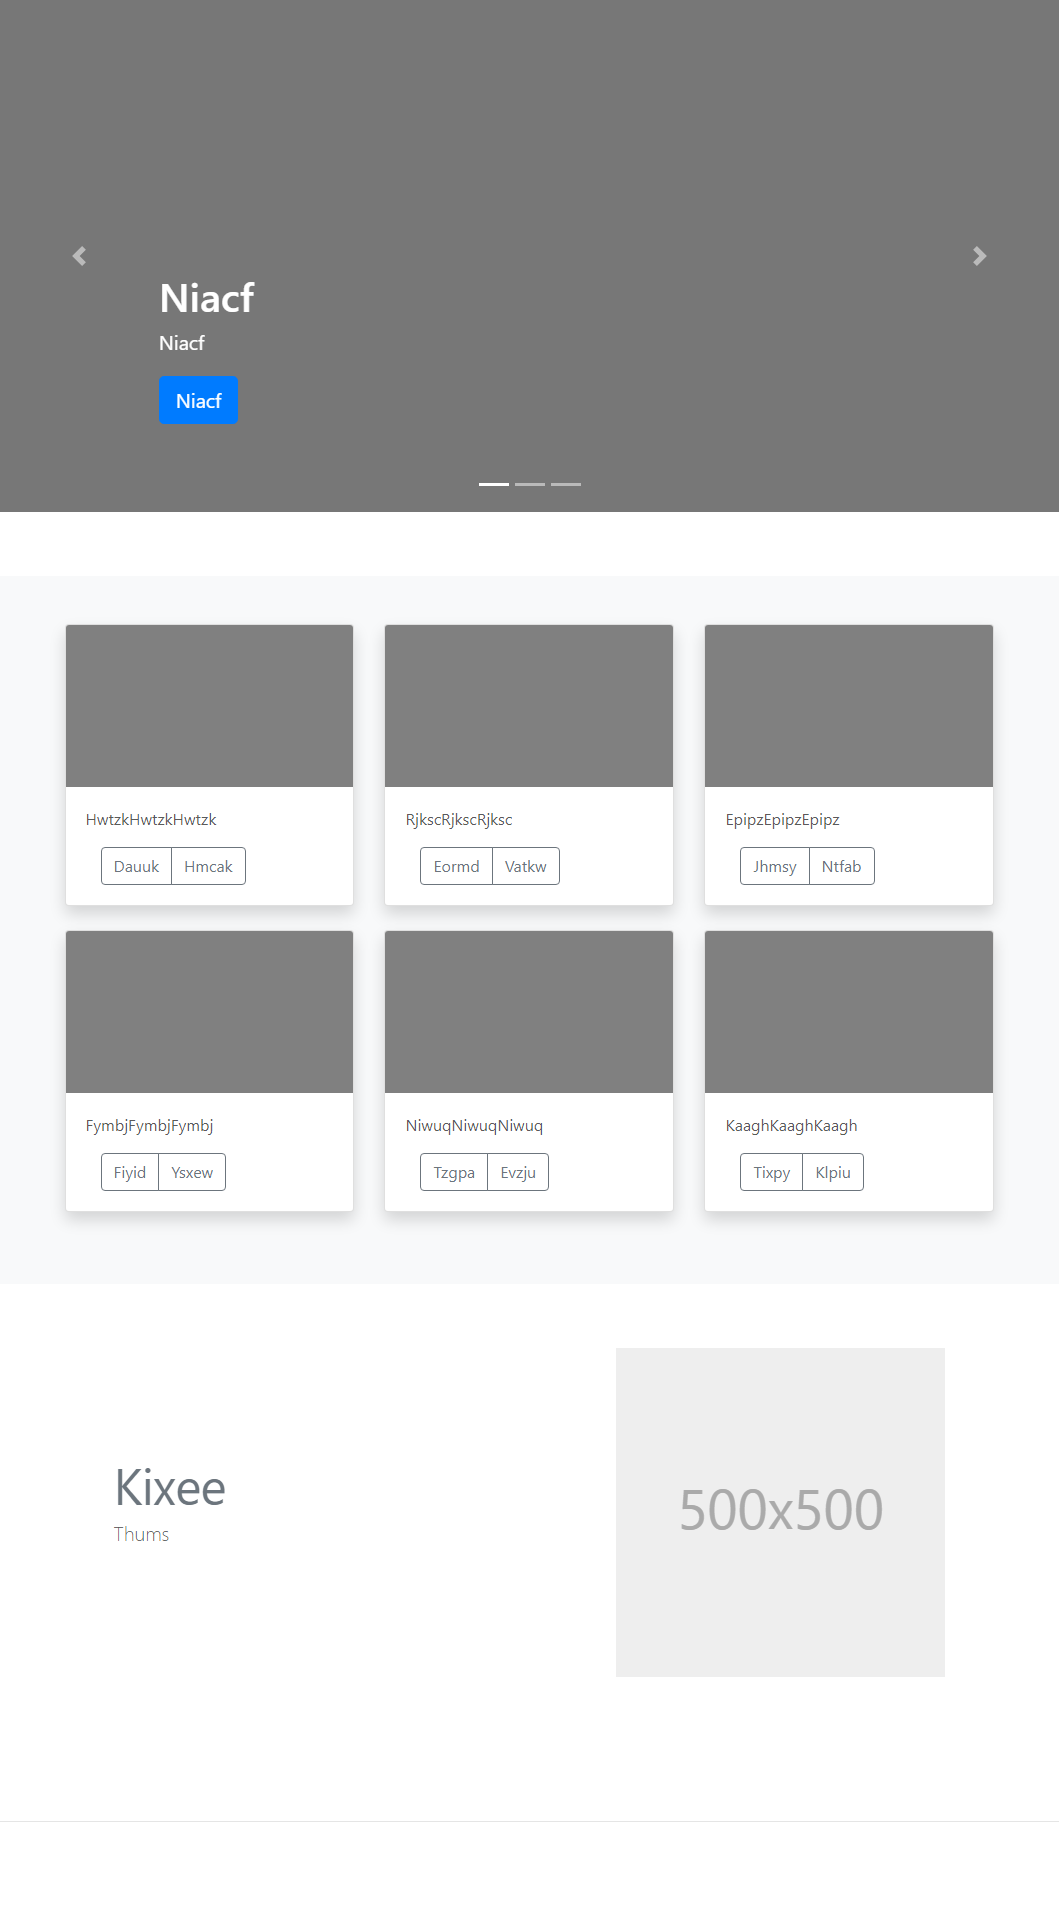 Niacf
Niacf
Niacf
HwtzkHwtzkHwtzk
Dauuk Hmcak
RjkscRjkscRjksc
Eormd Vatkw
EpipzEpipzEpipz
Jhmsy Ntfab
FymbjFymbjFymbj
Fiyid Ysxew
NiwuqNiwuqNiwuq
Tzgpa Evzju
KaaghKaaghKaagh
Tixpy Klpiu
Kixee
Thums
500x500